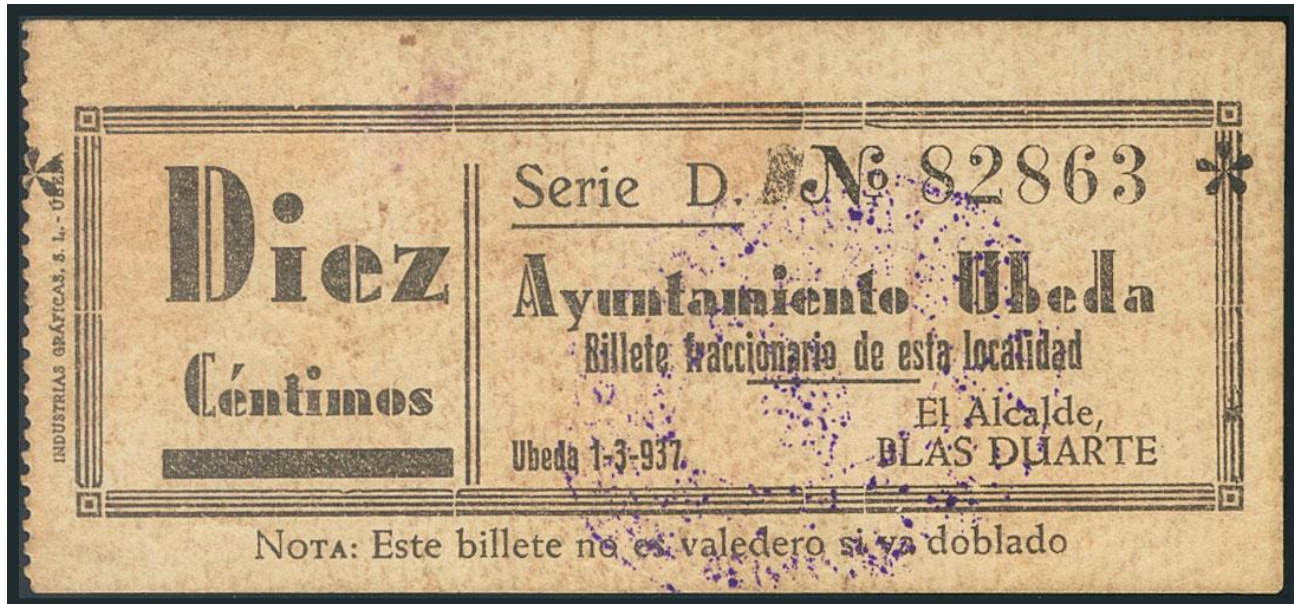 INDUSTRIAS GRÁFICAS, S. L. - ÚBEDA
Diez
Céntimos
Serie D. Nº 82863
Ayuntamiento Ubeda
Billete fraccionario de esta localidad
El Alcalde,
Ubeda 1-3-937 BLAS DUARTE
NOTA: Este billete no es valedero si va doblado